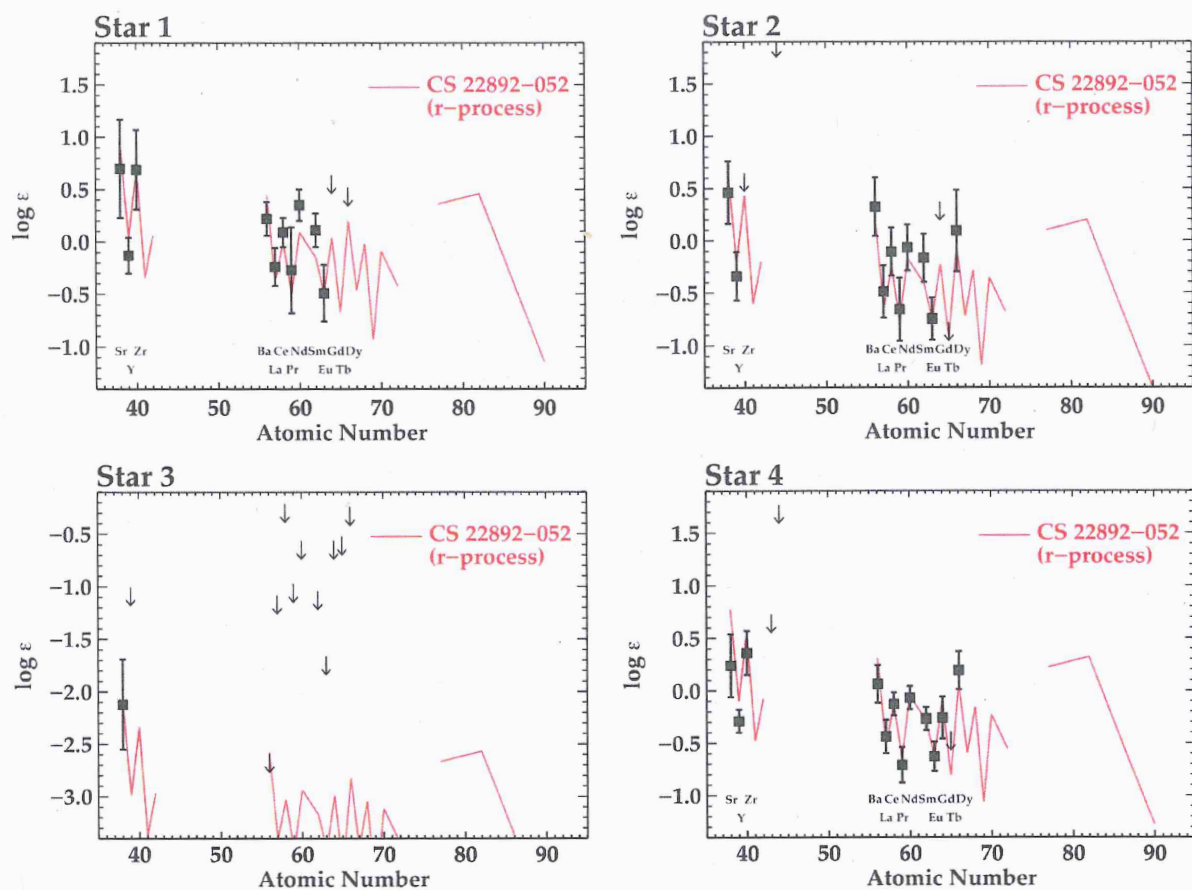 Star 1
CS 22892−052
(r−process)
1.5
1.0
0.5
0.0
−0.5
−1.0
log ε
Sr Zr
Y
Ba Ce Nd Sm Gd Dy
La Pr Eu Tb
40 50 60 70 80 90
Atomic Number
Star 2
CS 22892−052
(r−process)
1.5
1.0
0.5
0.0
−0.5
−1.0
log ε
Sr Zr
Y
Ba Ce Nd Sm Gd Dy
La Pr Eu Tb
40 50 60 70 80 90
Atomic Number
Star 3
CS 22892−052
(r−process)
−0.5
−1.0
−1.5
−2.0
−2.5
−3.0
log ε
40 50 60 70 80 90
Atomic Number
Star 4
CS 22892−052
(r−process)
1.5
1.0
0.5
0.0
−0.5
−1.0
log ε
Sr Zr
Y
Ba Ce Nd Sm Gd Dy
La Pr Eu Tb
40 50 60 70 80 90
Atomic Number